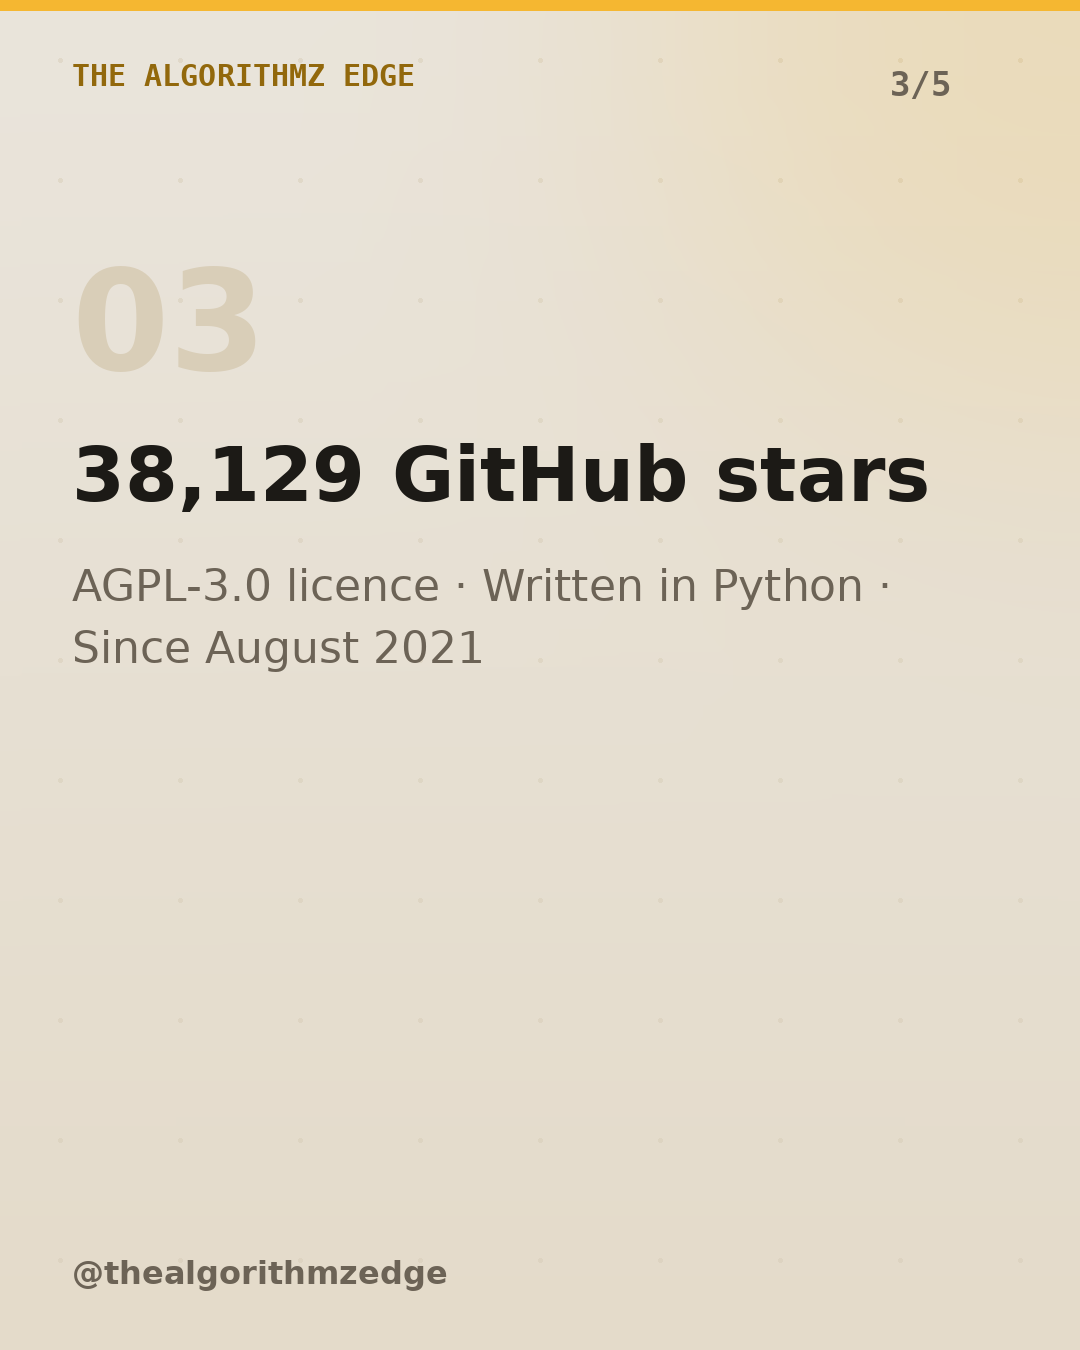 THE ALGORITHMZ EDGE
3/5
03
38,129 GitHub stars
AGPL-3.0 licence · Written in Python ·
Since August 2021
@thealgorithmzedge